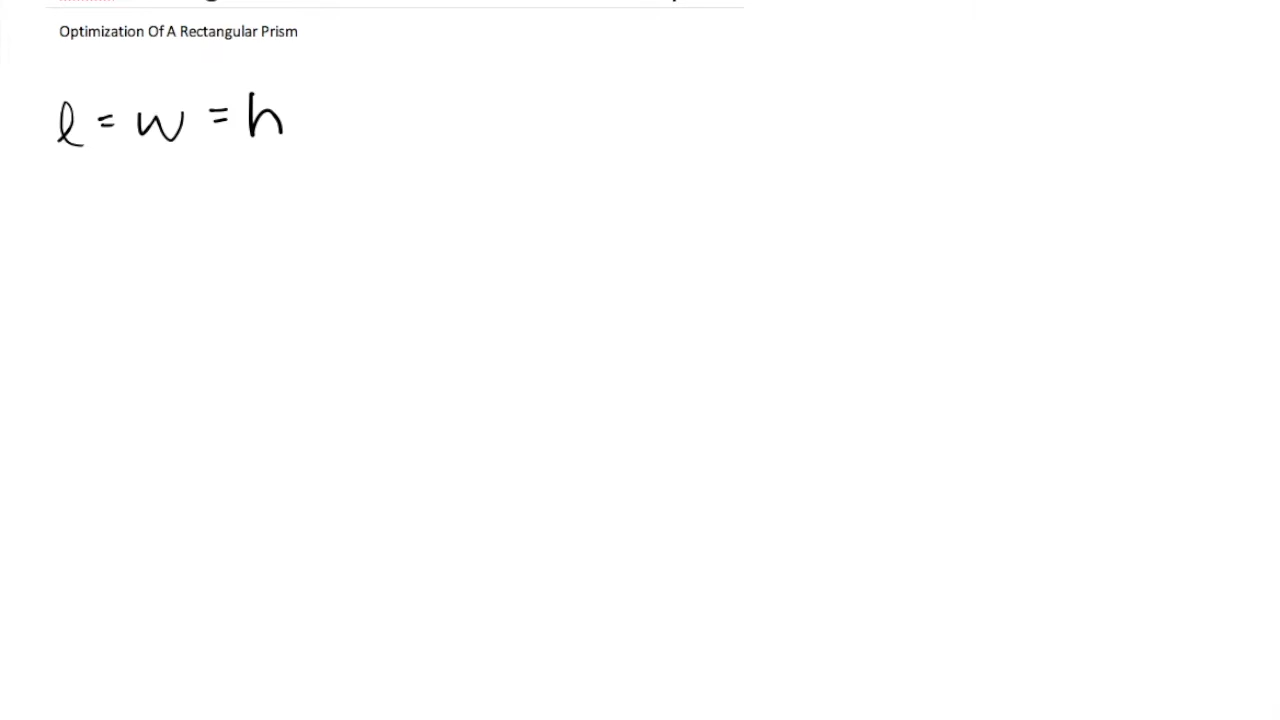 Optimization Of A Rectangular Prism
l = w = h